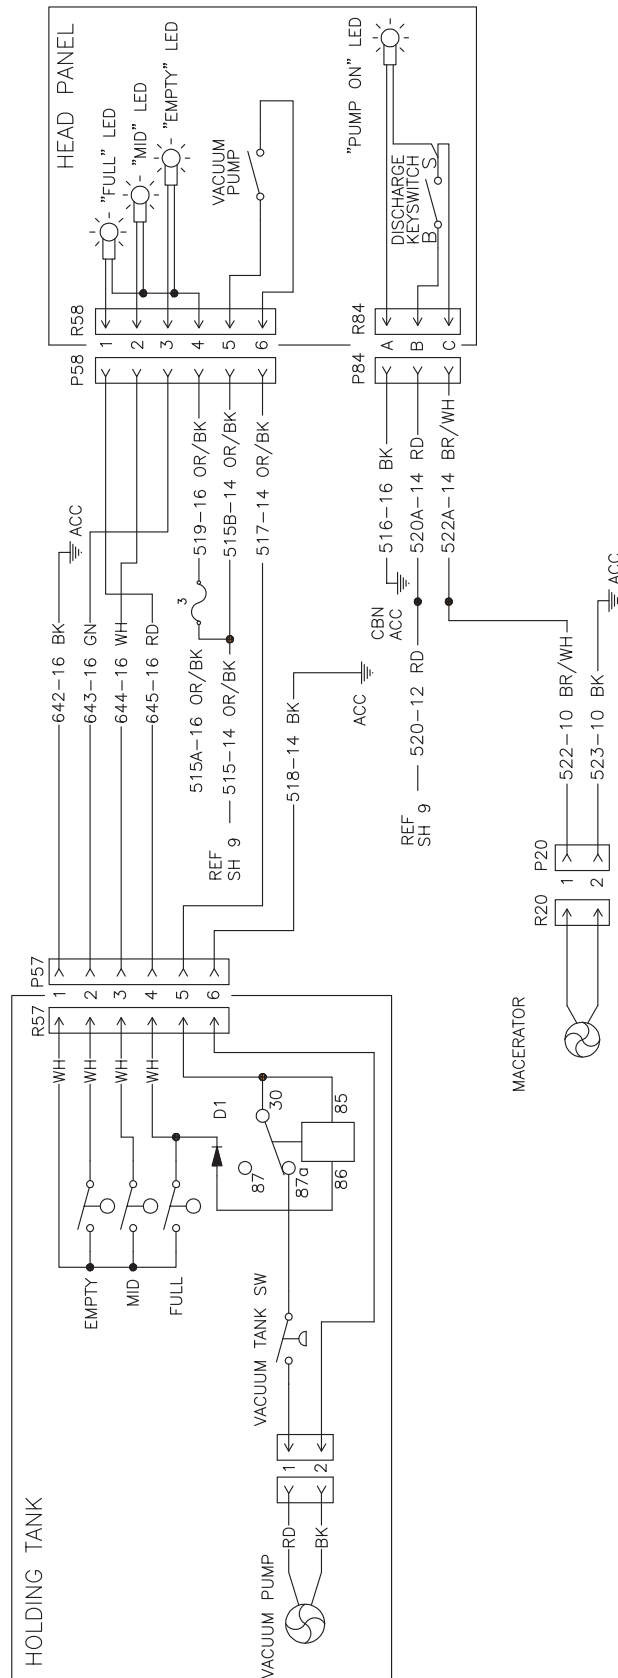 HOLDING TANK
VACUUM PUMP
RD
BK
1
2
VACUUM TANK SW
EMPTY
MID
FULL
D1
87
87a
30
86
85
WH
WH
WH
WH
R57
P57
1
2
3
4
5
6
642-16 BK
643-16 GN
644-16 WH
645-16 RD
ACC
515A-16 OR/BK
3
519-16 OR/BK
REF
SH 9
515-14 OR/BK
515B-14 OR/BK
517-14 OR/BK
518-14 BK
ACC
P58
R58
1
2
3
4
5
6
HEAD PANEL
"FULL" LED
"MID" LED
"EMPTY" LED
VACUUM
PUMP
"PUMP ON" LED
DISCHARGE
KEYSWITCH
B
S
P84
R84
A
B
C
CBN
ACC
516-16 BK
REF
SH 9
520-12 RD
520A-14 RD
522A-14 BR/WH
MACERATOR
R20
P20
1
2
522-10 BR/WH
523-10 BK
ACC